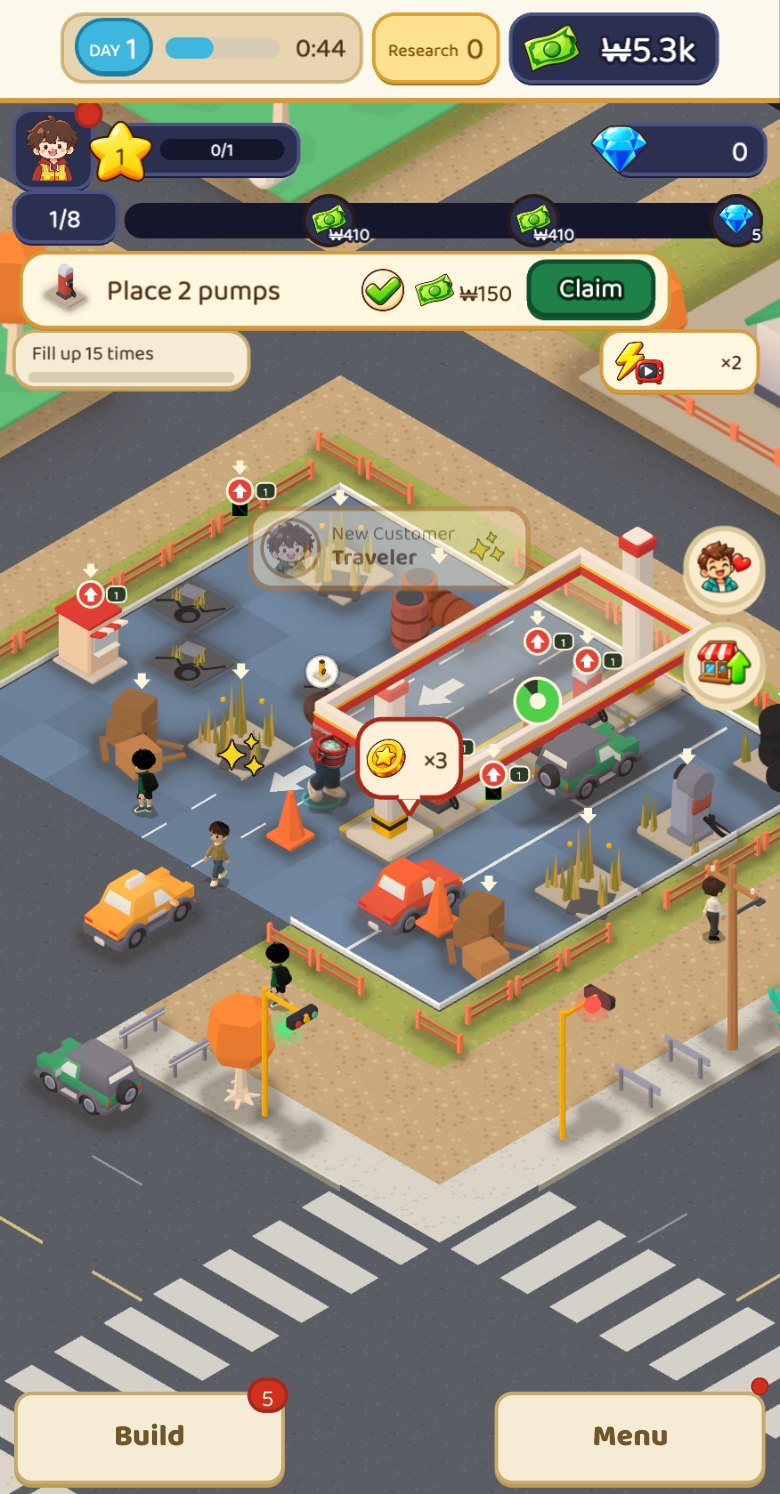 DAY 1
0:44
Research 0
₩5.3k
1
0/1
0
1/8
₩410
₩410
5
Place 2 pumps
₩150
Claim
Fill up 15 times
×2
1
New Customer
Traveler
1
1
1
×3
1
5
Build
Menu